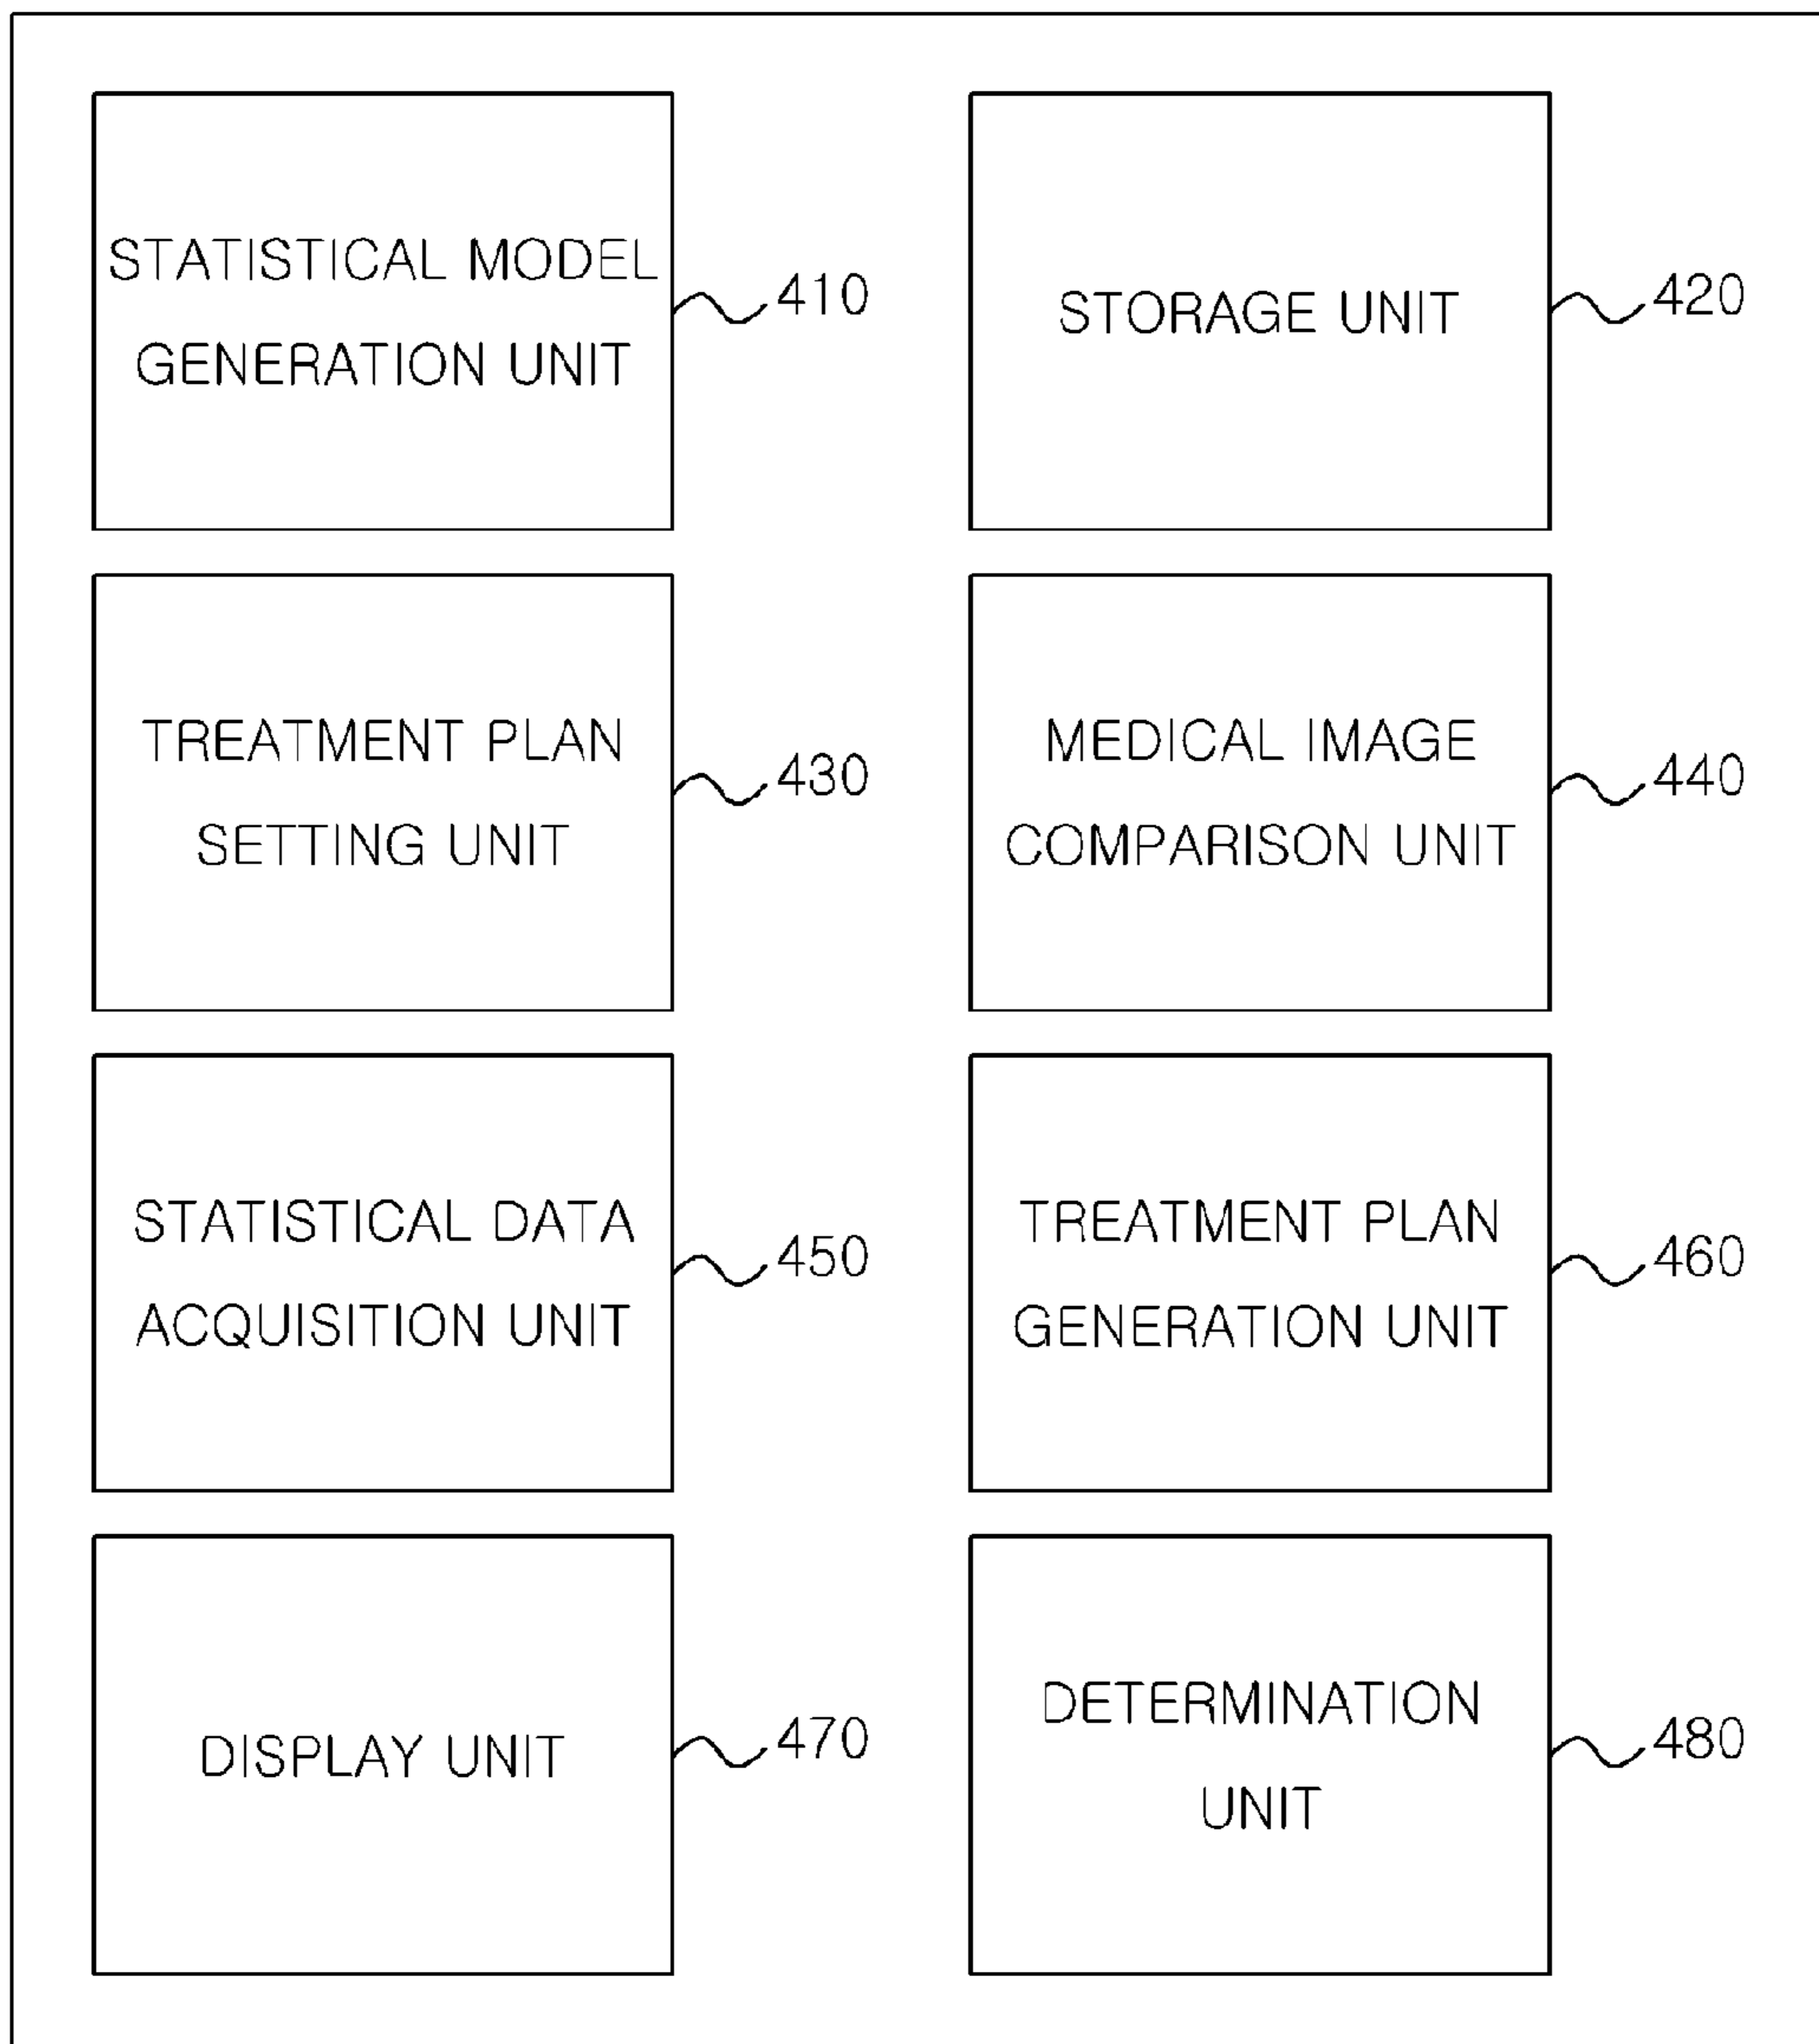 STATISTICAL MODEL
GENERATION UNIT
410
STORAGE UNIT
420
TREATMENT PLAN
SETTING UNIT
430
MEDICAL IMAGE
COMPARISON UNIT
440
STATISTICAL DATA
ACQUISITION UNIT
450
TREATMENT PLAN
GENERATION UNIT
460
DISPLAY UNIT
470
DETERMINATION
UNIT
480